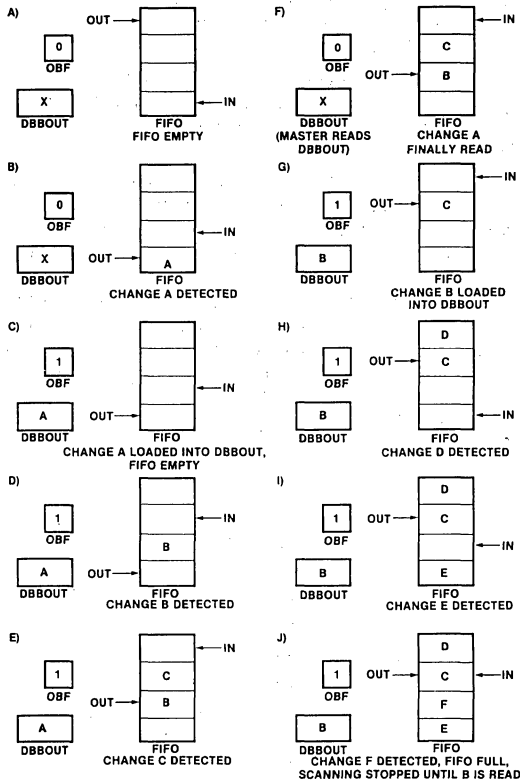 A)
OUT
0
OBF
X
DBBOUT
IN
FIFO
FIFO EMPTY
B)
0
OBF
IN
X
DBBOUT
OUT
A
FIFO
CHANGE A DETECTED
C)
1
OBF
IN
A
DBBOUT
OUT
FIFO
CHANGE A LOADED INTO DBBOUT,
FIFO EMPTY
D)
1
OBF
IN
B
A
DBBOUT
OUT
FIFO
CHANGE B DETECTED
E)
IN
1
OBF
C
OUT
B
A
DBBOUT
FIFO
CHANGE C DETECTED
F)
IN
0
OBF
C
OUT
B
X
DBBOUT
(MASTER READS
DBBOUT)
FIFO
CHANGE A
FINALLY READ
G)
IN
1
OBF
OUT
C
B
DBBOUT
FIFO
CHANGE B LOADED
INTO DBBOUT
H)
D
1
OBF
OUT
C
B
DBBOUT
IN
FIFO
CHANGE D DETECTED
I)
D
1
OBF
OUT
C
IN
B
DBBOUT
E
FIFO
CHANGE E DETECTED
J)
D
1
OBF
OUT
C
IN
F
B
DBBOUT
E
FIFO
CHANGE F DETECTED, FIFO FULL,
SCANNING STOPPED UNTIL B IS READ